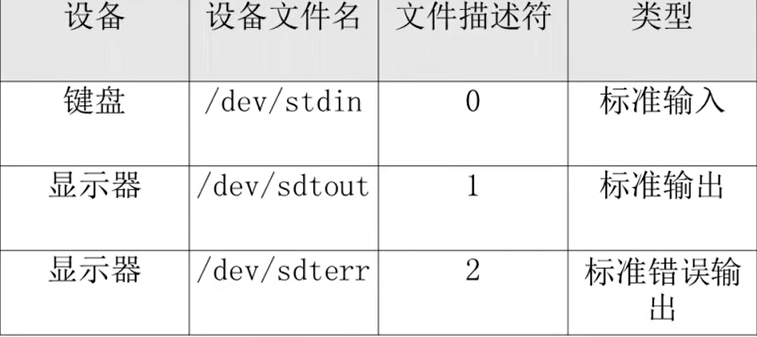 设备 设备文件名 文件描述符 类型
键盘 /dev/stdin 0 标准输入
显示器 /dev/sdtout 1 标准输出
显示器 /dev/sdterr 2 标准错误输
出